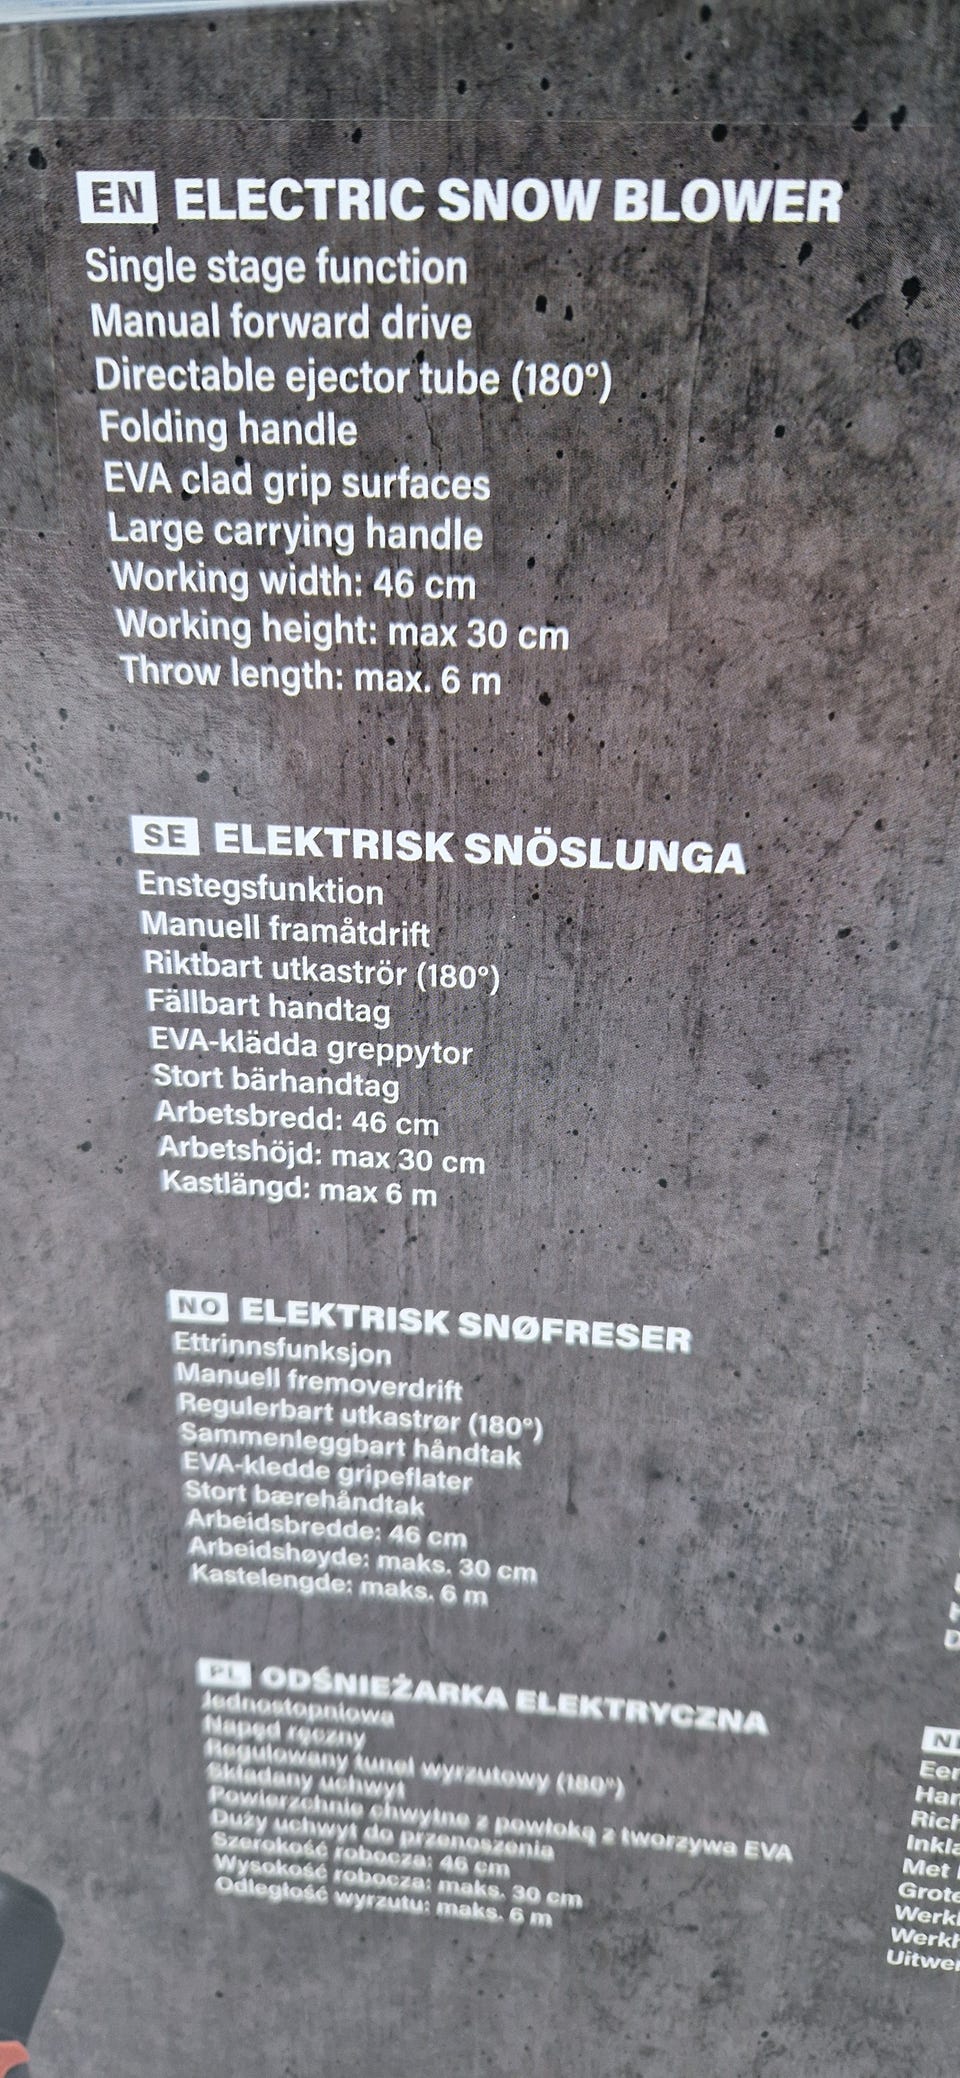 EN ELECTRIC SNOW BLOWER
Single stage function
Manual forward drive
Directable ejector tube (180°)
Folding handle
EVA clad grip surfaces
Large carrying handle
Working width: 46 cm
Working height: max 30 cm
Throw length: max. 6 m
SE ELEKTRISK SNÖSLUNGA
Enstegsfunktion
Manuell framåtdrift
Riktbart utkaströr (180°)
Fällbart handtag
EVA-klädda greppytor
Stort bärhandtag
Arbetsbredd: 46 cm
Arbetshöjd: max 30 cm
Kastlängd: max 6 m
NO ELEKTRISK SNØFRESER
Ettrinnsfunksjon
Manuell fremoverdrift
Regulerbart utkastrør (180°)
Sammenleggbart håndtak
EVA-kledde gripeflater
Stort bærehåndtak
Arbeidsbredde: 46 cm
Arbeidshøyde: maks. 30 cm
Kastelengde: maks. 6 m
PL ODŚNIEŻARKA ELEKTRYCZNA
Jednostopniowa
Napęd ręczny
Regulowany tunel wyrzutowy (180°)
Składany uchwyt
Powierzchnie chwytne z powłoką z tworzywa EVA
Duży uchwyt do przenoszenia
Szerokość robocza: 46 cm
Wysokość robocza: maks. 30 cm
Odległość wyrzutu: maks. 6 m